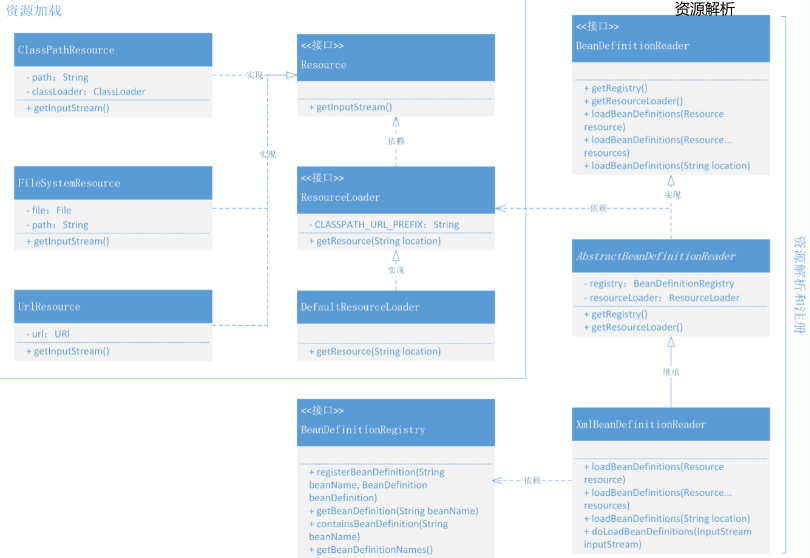 资源加载
资源解析
ClassPathResource
- path：String
- classLoader：ClassLoader
+ getInputStream()
实现
<<接口>>
Resource
+ getInputStream()
<<接口>>
BeanDefinitionReader
+ getRegistry()
+ getResourceLoader()
+ loadBeanDefinitions(Resource
resource)
+ loadBeanDefinitions(Resource...
resources)
+ loadBeanDefinitions(String location)
依赖
实现
FileSystemResource
- file：File
- path：String
+ getInputStream()
<<接口>>
ResourceLoader
- CLASSPATH_URL_PREFIX：String
+ getResource(String location)
依赖
实现
实现
AbstractBeanDefinitionReader
- registry：BeanDefinitionRegistry
- resourceLoader：ResourceLoader
+ getRegistry()
+ getResourceLoader()
资源解析和注册
UrlResource
- url：URI
+ getInputStream()
DefaultResourceLoader
+ getResource(String location)
继承
<<接口>>
BeanDefinitionRegistry
+ registerBeanDefinition(String
beanName, BeanDefinition
beanDefinition)
+ getBeanDefinition(String beanName)
+ containsBeanDefinition(String
beanName)
+ getBeanDefinitionNames()
依赖
XmlBeanDefinitionReader
+ loadBeanDefinitions(Resource
resource)
+ loadBeanDefinitions(Resource...
resources)
+ loadBeanDefinitions(String location)
+ doLoadBeanDefinitions(InputStream
inputStream)